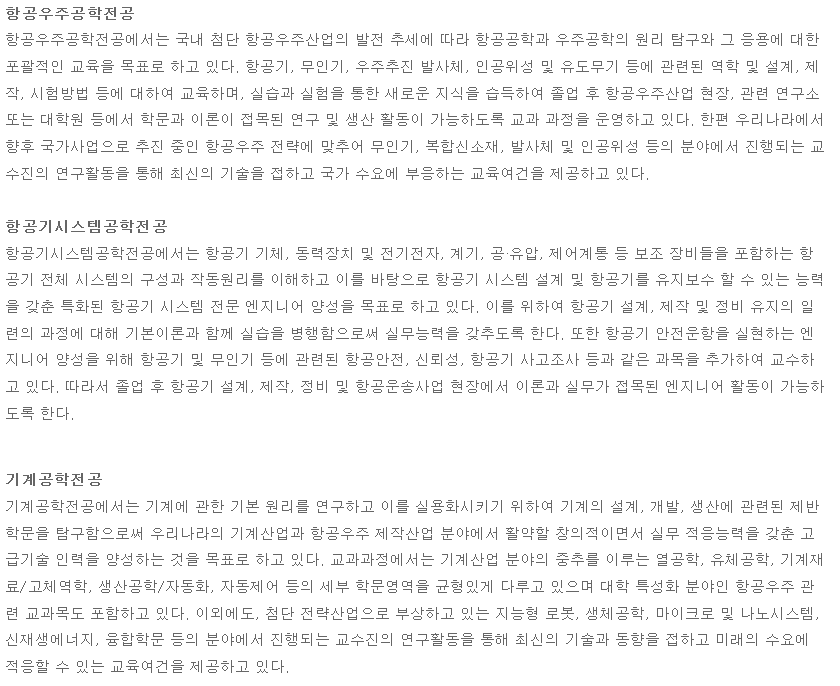 항공우주공학전공
항공우주공학전공에서는 국내 첨단 항공우주산업의 발전 추세에 따라 항공공학과 우주공학의 원리 탐구와 그 응용에 대한
포괄적인 교육을 목표로 하고 있다. 항공기, 무인기, 우주추진 발사체, 인공위성 및 유도무기 등에 관련된 역학 및 설계, 제
작, 시험방법 등에 대하여 교육하며, 실습과 실험을 통한 새로운 지식을 습득하여 졸업 후 항공우주산업 현장, 관련 연구소
또는 대학원 등에서 학문과 이론이 접목된 연구 및 생산 활동이 가능하도록 교과 과정을 운영하고 있다. 한편 우리나라에서
향후 국가사업으로 추진 중인 항공우주 전략에 맞추어 무인기, 복합신소재, 발사체 및 인공위성 등의 분야에서 진행되는 교
수진의 연구활동을 통해 최신의 기술을 접하고 국가 수요에 부응하는 교육여건을 제공하고 있다.
항공기시스템공학전공
항공기시스템공학전공에서는 항공기 기체, 동력장치 및 전기전자, 계기, 공·유압, 제어계통 등 보조 장비들을 포함하는 항
공기 전체 시스템의 구성과 작동원리를 이해하고 이를 바탕으로 항공기 시스템 설계 및 항공기를 유지보수 할 수 있는 능력
을 갖춘 특화된 항공기 시스템 전문 엔지니어 양성을 목표로 하고 있다. 이를 위하여 항공기 설계, 제작 및 정비 유지의 일
련의 과정에 대해 기본이론과 함께 실습을 병행함으로써 실무능력을 갖추도록 한다. 또한 항공기 안전운항을 실현하는 엔
지니어 양성을 위해 항공기 및 무인기 등에 관련된 항공안전, 신뢰성, 항공기 사고조사 등과 같은 과목을 추가하여 교수하
고 있다. 따라서 졸업 후 항공기 설계, 제작, 정비 및 항공운송사업 현장에서 이론과 실무가 접목된 엔지니어 활동이 가능하
도록 한다.
기계공학전공
기계공학전공에서는 기계에 관한 기본 원리를 연구하고 이를 실용화시키기 위하여 기계의 설계, 개발, 생산에 관련된 제반
학문을 탐구함으로써 우리나라의 기계산업과 항공우주 제작산업 분야에서 활약할 창의적이면서 실무 적응능력을 갖춘 고
급기술 인력을 양성하는 것을 목표로 하고 있다. 교과과정에서는 기계산업 분야의 중추를 이루는 열공학, 유체공학, 기계재
료/고체역학, 생산공학/자동화, 자동제어 등의 세부 학문영역을 균형있게 다루고 있으며 대학 특성화 분야인 항공우주 관
련 교과목도 포함하고 있다. 이외에도, 첨단 전략산업으로 부상하고 있는 지능형 로봇, 생체공학, 마이크로 및 나노시스템,
신재생에너지, 융합학문 등의 분야에서 진행되는 교수진의 연구활동을 통해 최신의 기술과 동향을 접하고 미래의 수요에
적응할 수 있는 교육여건을 제공하고 있다.